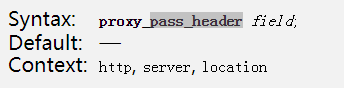 Syntax: proxy_pass_header field;
Default: —
Context: http, server, location